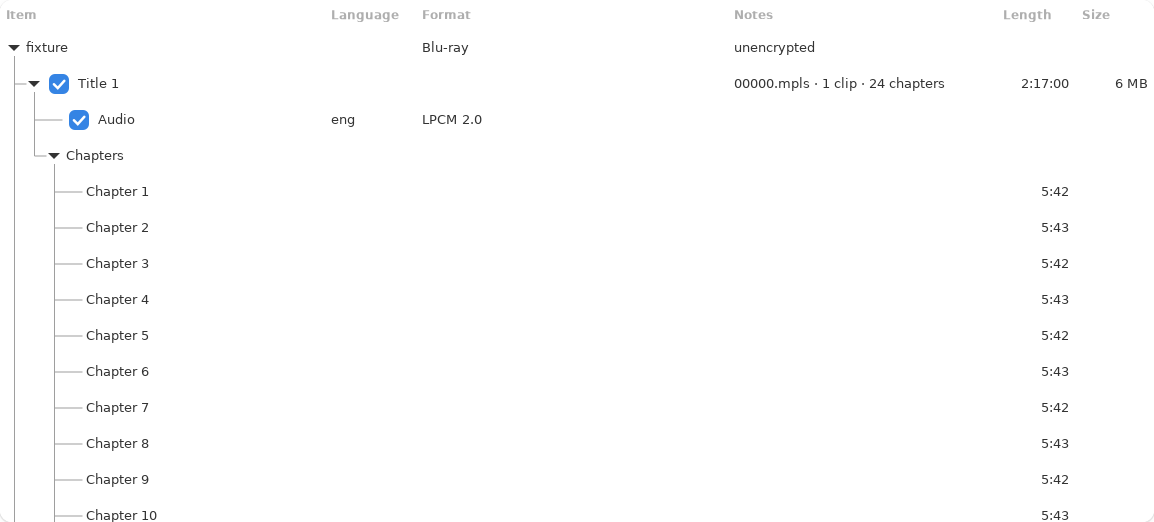 Item Language Format Notes Length Size
fixture Blu-ray unencrypted
Title 1 00000.mpls · 1 clip · 24 chapters 2:17:00 6 MB
Audio eng LPCM 2.0
Chapters
Chapter 1 5:42
Chapter 2 5:43
Chapter 3 5:42
Chapter 4 5:43
Chapter 5 5:42
Chapter 6 5:43
Chapter 7 5:42
Chapter 8 5:43
Chapter 9 5:42
Chapter 10 5:43